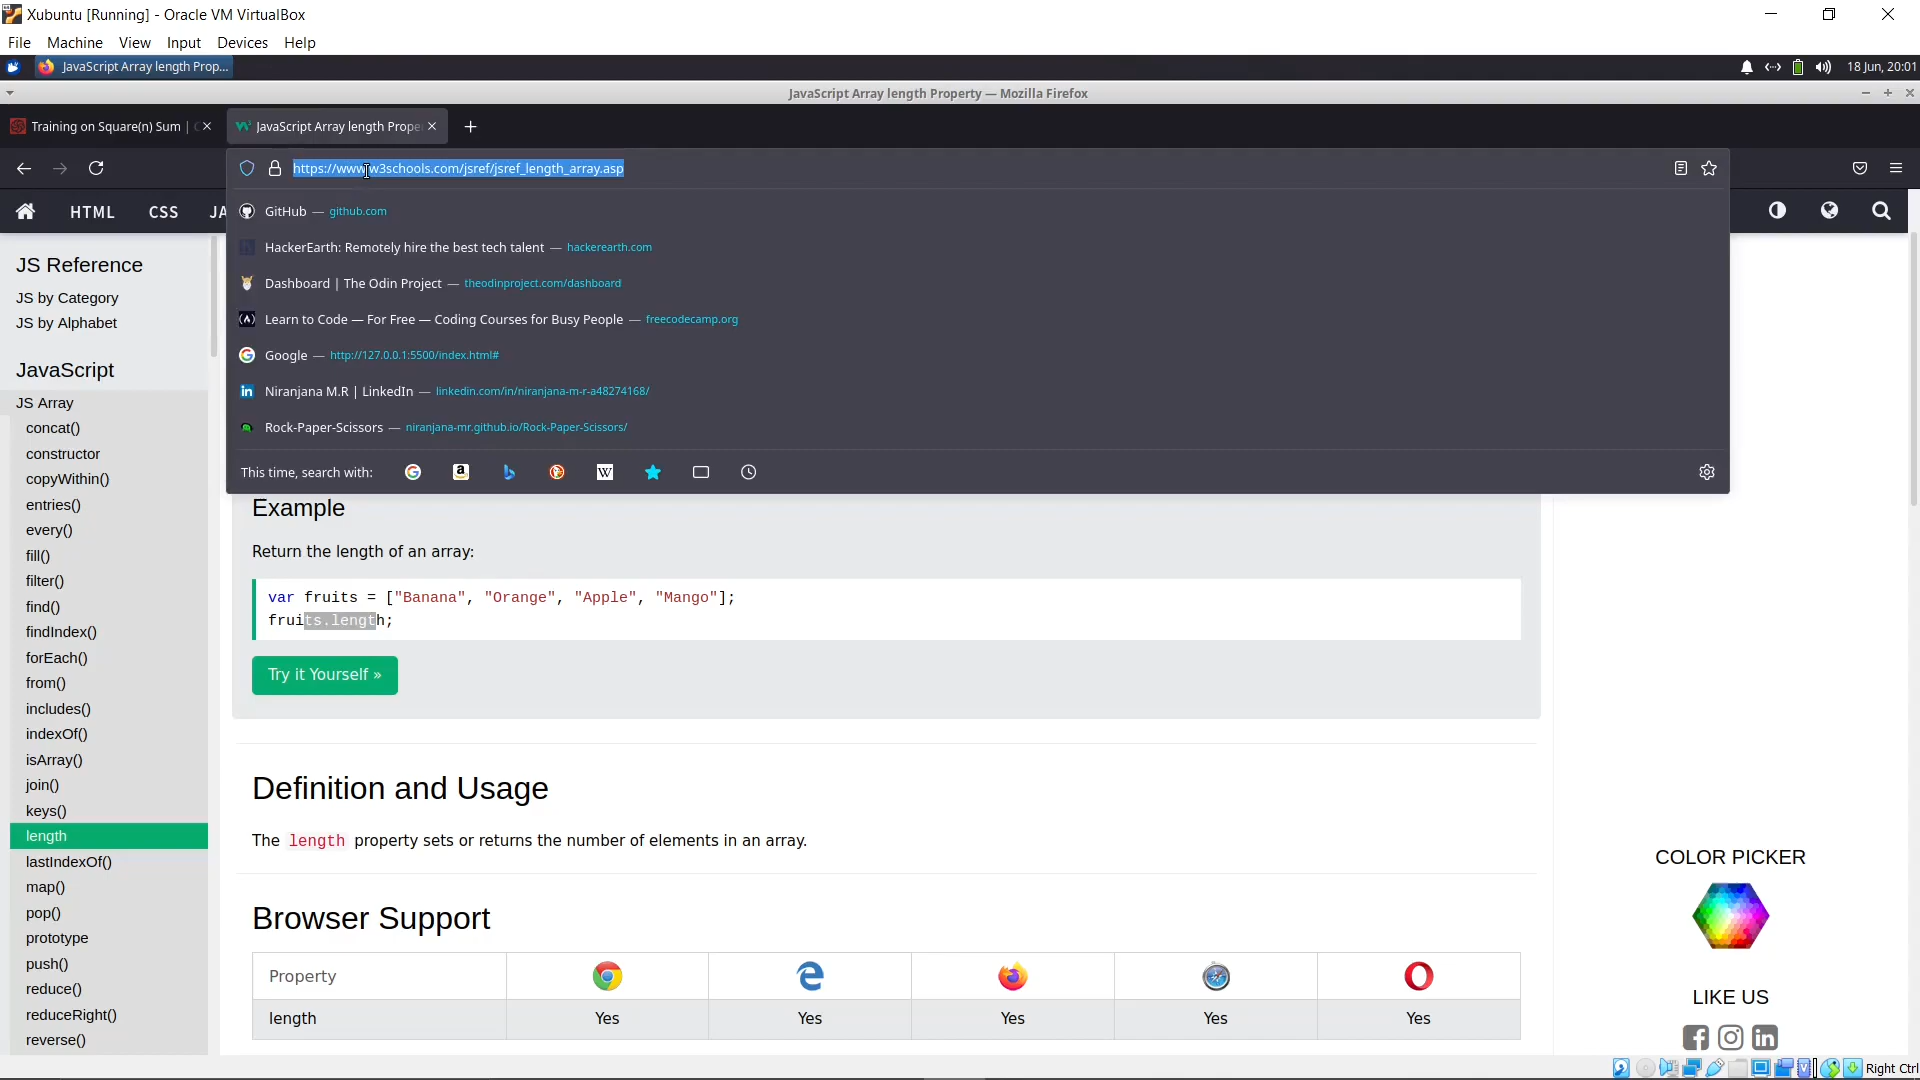 Xubuntu [Running] - Oracle VM VirtualBox
File Machine View Input Devices Help
JavaScript Array length Prop...
18 Jun, 20:01
JavaScript Array length Property — Mozilla Firefox
Training on Square(n) Sum |
JavaScript Array length Prope
https://www.w3schools.com/jsref/jsref_length_array.asp
HTML CSS JA
GitHub — github.com
HackerEarth: Remotely hire the best tech talent — hackerearth.com
Dashboard | The Odin Project — theodinproject.com/dashboard
Learn to Code — For Free — Coding Courses for Busy People — freecodecamp.org
Google — http://127.0.0.1:5500/index.html#
Niranjana M.R | LinkedIn — linkedin.com/in/niranjana-m-r-a48274168/
Rock-Paper-Scissors — niranjana-mr.github.io/Rock-Paper-Scissors/
This time, search with:
JS Reference
JS by Category
JS by Alphabet
JavaScript
JS Array
concat()
constructor
copyWithin()
entries()
every()
fill()
filter()
find()
findIndex()
forEach()
from()
includes()
indexOf()
isArray()
join()
keys()
length
lastIndexOf()
map()
pop()
prototype
push()
reduce()
reduceRight()
reverse()
Example
Return the length of an array:
var fruits = ["Banana", "Orange", "Apple", "Mango"];
fruits.length;
Try it Yourself »
Definition and Usage
The length property sets or returns the number of elements in an array.
Browser Support
Property
length Yes Yes Yes Yes Yes
COLOR PICKER
LIKE US
Right Ctrl